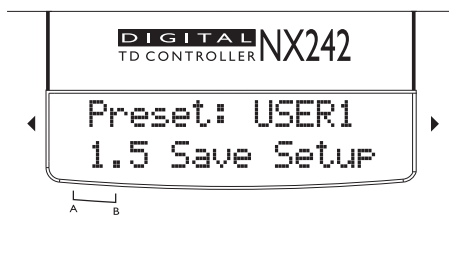 DIGITAL
TD CONTROLLER NX242
Preset: USER1
1.5 Save Setup
A B